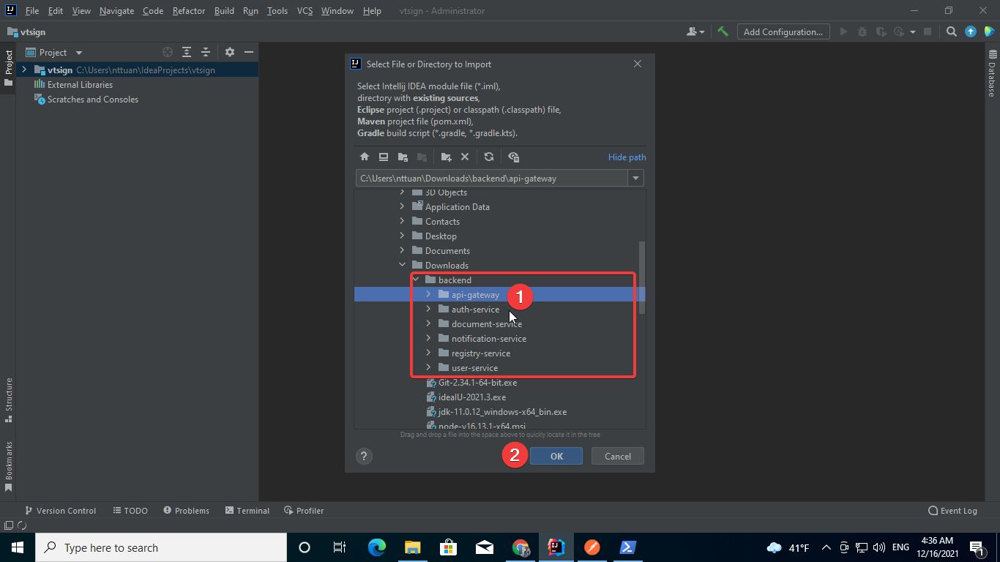 File Edit View Navigate Code Refactor Build Run Tools VCS Window Help vtsign - Administrator
vtsign
Add Configuration...
Project
Project
vtsign C:\Users\nttuan\IdeaProjects\vtsign
External Libraries
Scratches and Consoles
Select File or Directory to Import
Select Intellij IDEA module file (*.iml),
directory with existing sources,
Eclipse project (.project) or classpath (.classpath) file,
Maven project file (pom.xml),
Gradle build script (*.gradle, *.gradle.kts).
Hide path
C:\Users\nttuan\Downloads\backend\api-gateway
3D Objects
Application Data
Contacts
Desktop
Documents
Downloads
backend
api-gateway 1
auth-service
document-service
notification-service
registry-service
user-service
Git-2.34.1-64-bit.exe
idealU-2021.3.exe
jdk-11.0.12_windows-x64_bin.exe
node-v16.13.1-x64.msi
Drag and drop a file into the space above to quickly locate it in the tree
? 2 OK Cancel
Database
Structure
Bookmarks
Version Control TODO Problems Terminal Profiler Event Log
Type here to search
41°F ENG
4:36 AM
12/16/2021
1